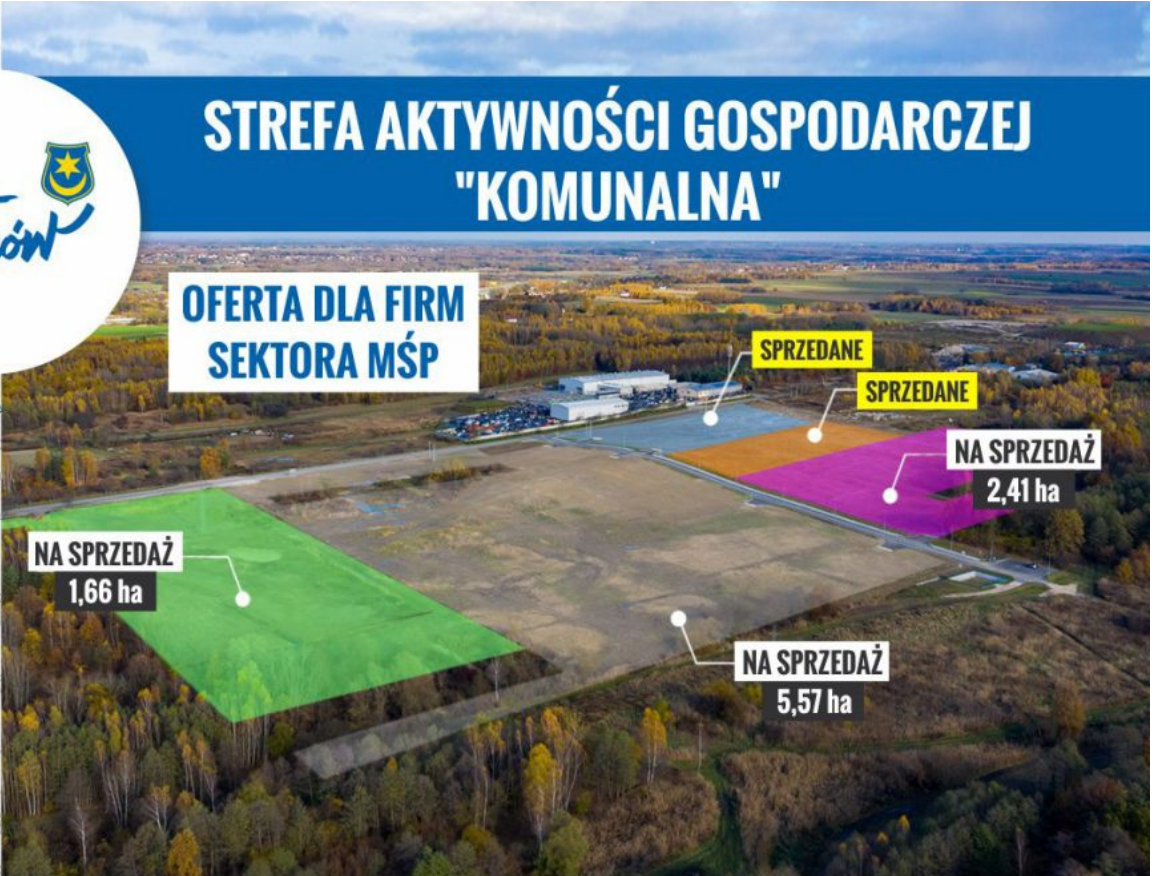 STREFA AKTYWNOŚCI GOSPODARCZEJ
"KOMUNALNA"
OFERTA DLA FIRM
SEKTORA MŚP
SPRZEDANE
SPRZEDANE
NA SPRZEDAŻ
2,41 ha
NA SPRZEDAŻ
1,66 ha
NA SPRZEDAŻ
5,57 ha